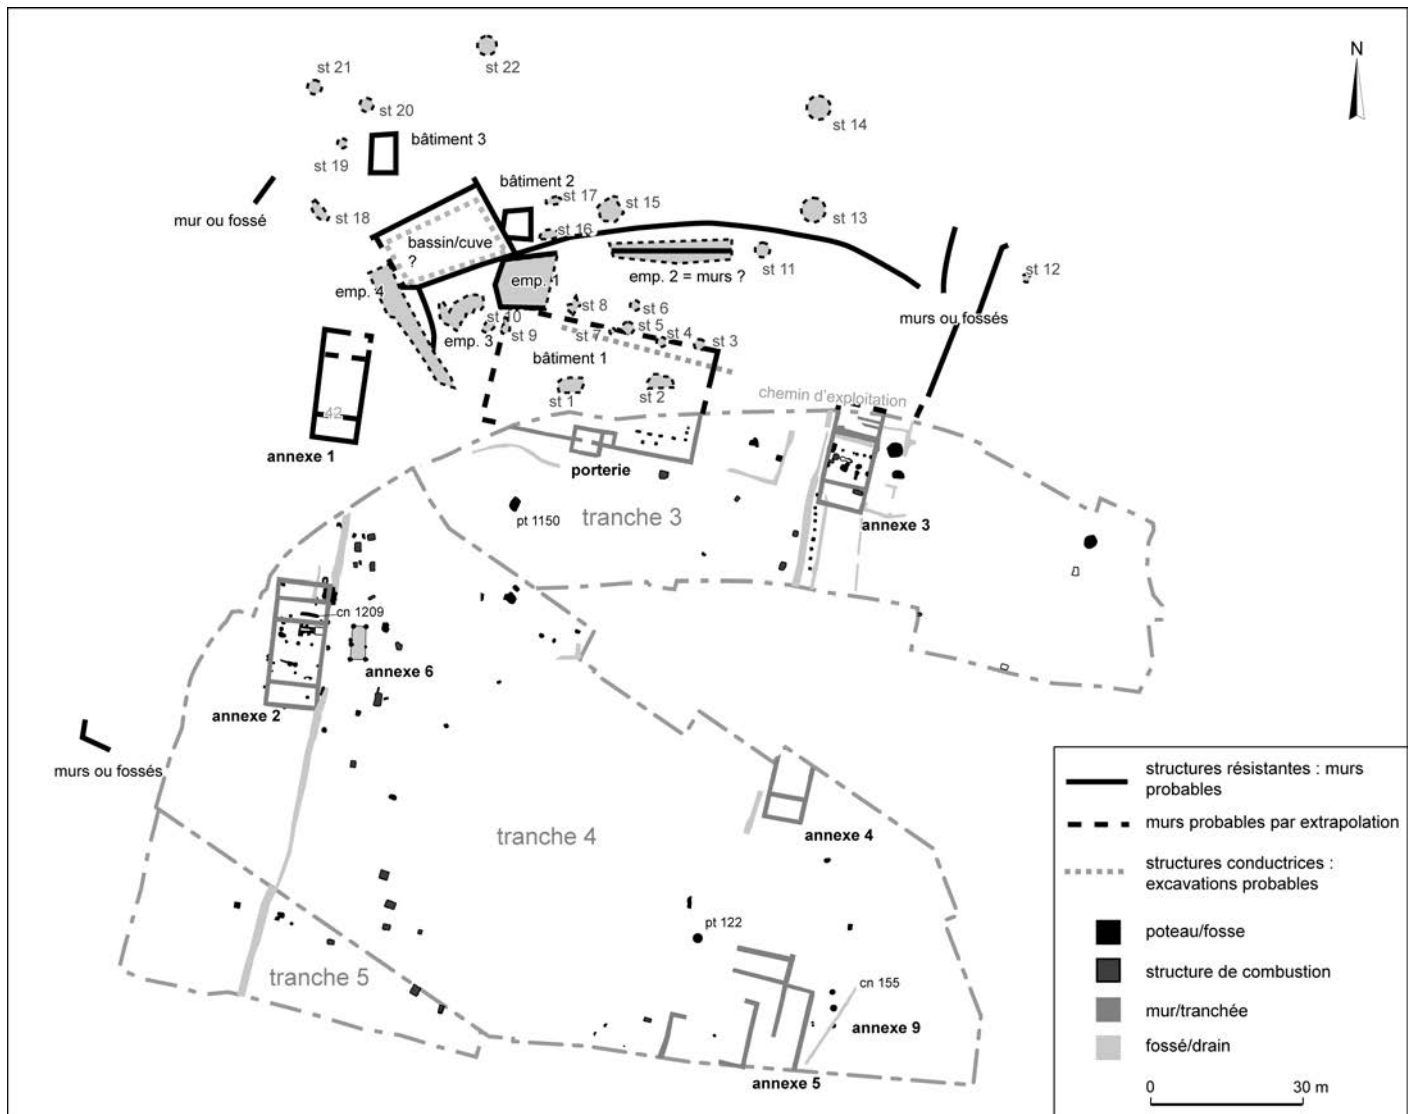 N
st 22
st 21
st 20
st 14
bâtiment 3
st 19
bâtiment 2
st 17
mur ou fossé
st 18
st 15
st 13
st 16
bassin/cuve
?
emp. 1
emp. 2 = murs ?
st 11
st 12
emp. 4
st 8
st 6
murs ou fossés
st 10
st 5
emp. 3
st 9
st 7
st 4
st 3
bâtiment 1
st 1
st 2
chemin d'exploitation
42
annexe 1
porterie
pt 1150
tranche 3
annexe 3
cn 1209
annexe 6
annexe 2
murs ou fossés
tranche 4
annexe 4
pt 122
tranche 5
cn 155
annexe 9
annexe 5
structures résistantes : murs
probables
murs probables par extrapolation
structures conductrices :
excavations probables
poteau/fosse
structure de combustion
mur/tranchée
fossé/drain
0 30 m